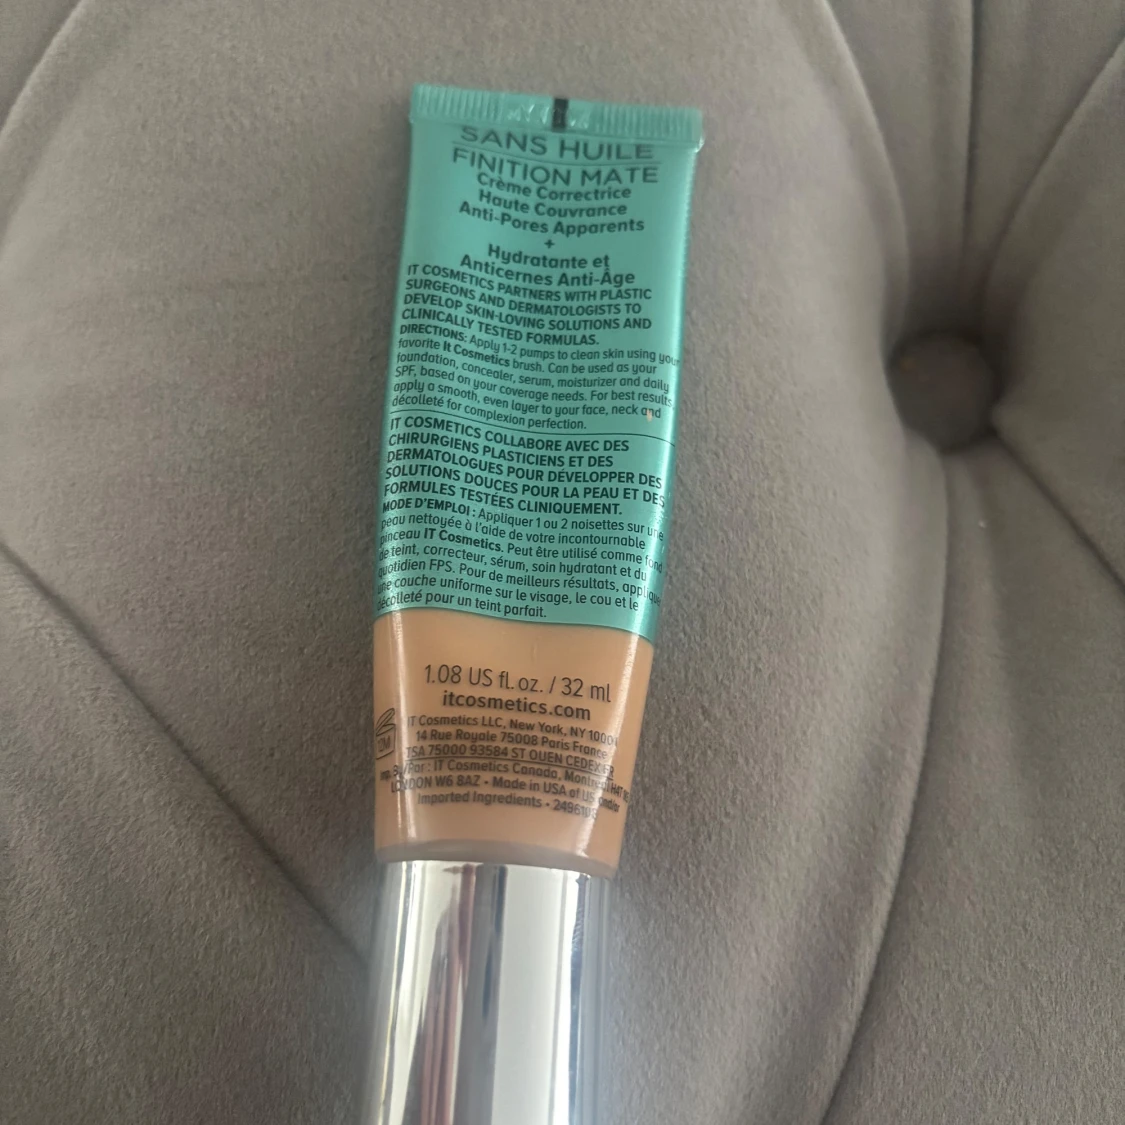 SANS HUILE
FINITION MATE
Crème Correctrice
Haute Couvrance
Anti-Pores Apparents
+
Hydratante et
Anticernes Anti-Âge
IT COSMETICS PARTNERS WITH PLASTIC
SURGEONS AND DERMATOLOGISTS TO
DEVELOP SKIN-LOVING SOLUTIONS AND
CLINICALLY TESTED FORMULAS.
DIRECTIONS: Apply 1-2 pumps to clean skin using your
favorite It Cosmetics brush. Can be used as your
foundation, concealer, serum, moisturizer and daily
SPF, based on your coverage needs. For best results,
apply a smooth, even layer to your face, neck and
décolleté for complexion perfection.
IT COSMETICS COLLABORE AVEC DES
CHIRURGIENS PLASTICIENS ET DES
DERMATOLOGUES POUR DÉVELOPPER DES
SOLUTIONS DOUCES POUR LA PEAU ET DES
FORMULES TESTÉES CLINIQUEMENT.
MODE D'EMPLOI : Appliquer 1 ou 2 noisettes sur une
peau nettoyée à l'aide de votre incontournable
pinceau IT Cosmetics. Peut être utilisé comme fond
de teint, correcteur, sérum, soin hydratant et du
quotidien FPS. Pour de meilleurs résultats, applique
une couche uniforme sur le visage, le cou et le
décolleté pour un teint parfait.
1.08 US fl. oz. / 32 ml
itcosmetics.com
12M
IT Cosmetics LLC, New York, NY 10001
14 Rue Royale 75008 Paris France
TSA 75000 93584 ST OUEN CEDEX FR
Imp. By/Par : IT Cosmetics Canada, Montreal
LONDON W6 8AZ - Made in USA of US and/or
Imported Ingredients -